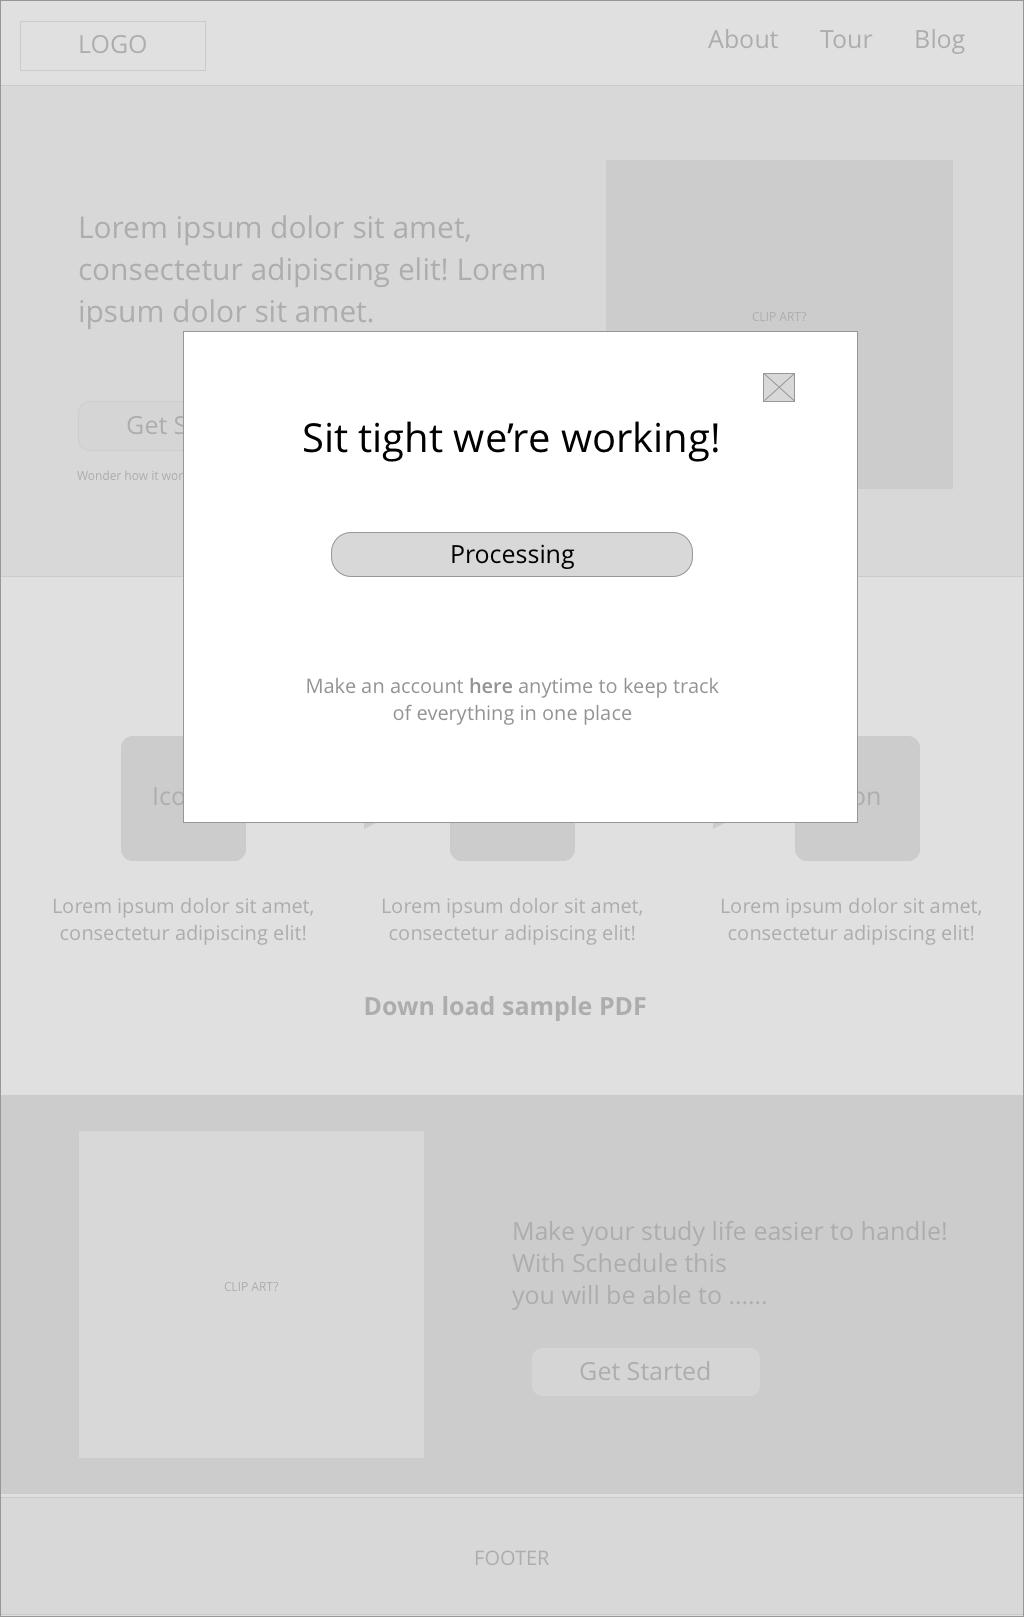 LOGO
About Tour Blog
Lorem ipsum dolor sit amet,
consectetur adipiscing elit! Lorem
ipsum dolor sit amet.
CLIP ART?
Get S
Wonder how it wor
Sit tight we’re working!
Processing
Make an account here anytime to keep track
of everything in one place
Ico
on
Lorem ipsum dolor sit amet,
consectetur adipiscing elit!
Lorem ipsum dolor sit amet,
consectetur adipiscing elit!
Lorem ipsum dolor sit amet,
consectetur adipiscing elit!
Down load sample PDF
CLIP ART?
Make your study life easier to handle!
With Schedule this
you will be able to ......
Get Started
FOOTER